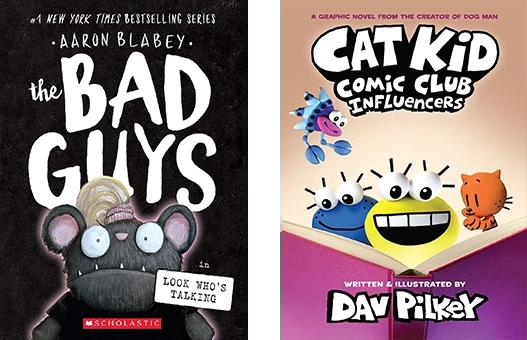 #1 NEW YORK TIMES BESTSELLING SERIES
• AARON BLABEY •
the BAD
GUYS
in
LOOK WHO'S
TALKING
SCHOLASTIC
A GRAPHIC NOVEL FROM THE CREATOR OF DOG MAN
CAT KID
COMIC CLUB
INFLUENCERS
WRITTEN & ILLUSTRATED BY
DAV PILKEY